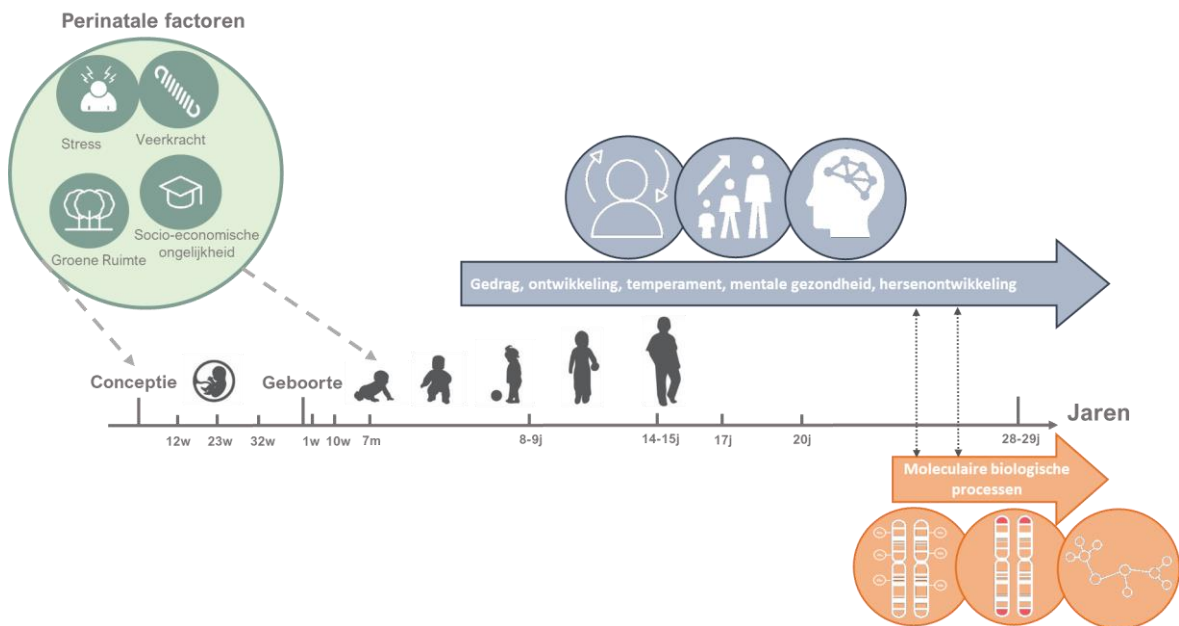 Perinatale factoren
Stress
Veerkracht
Groene Ruimte
Socio-economische
ongelijkheid
Gedrag, ontwikkeling, temperament, mentale gezondheid, hersenontwikkeling
Conceptie
Geboorte
Jaren
12w
23w
32w
1w
10w
7m
8-9j
14-15j
17j
20j
28-29j
Moleculaire biologische
processen